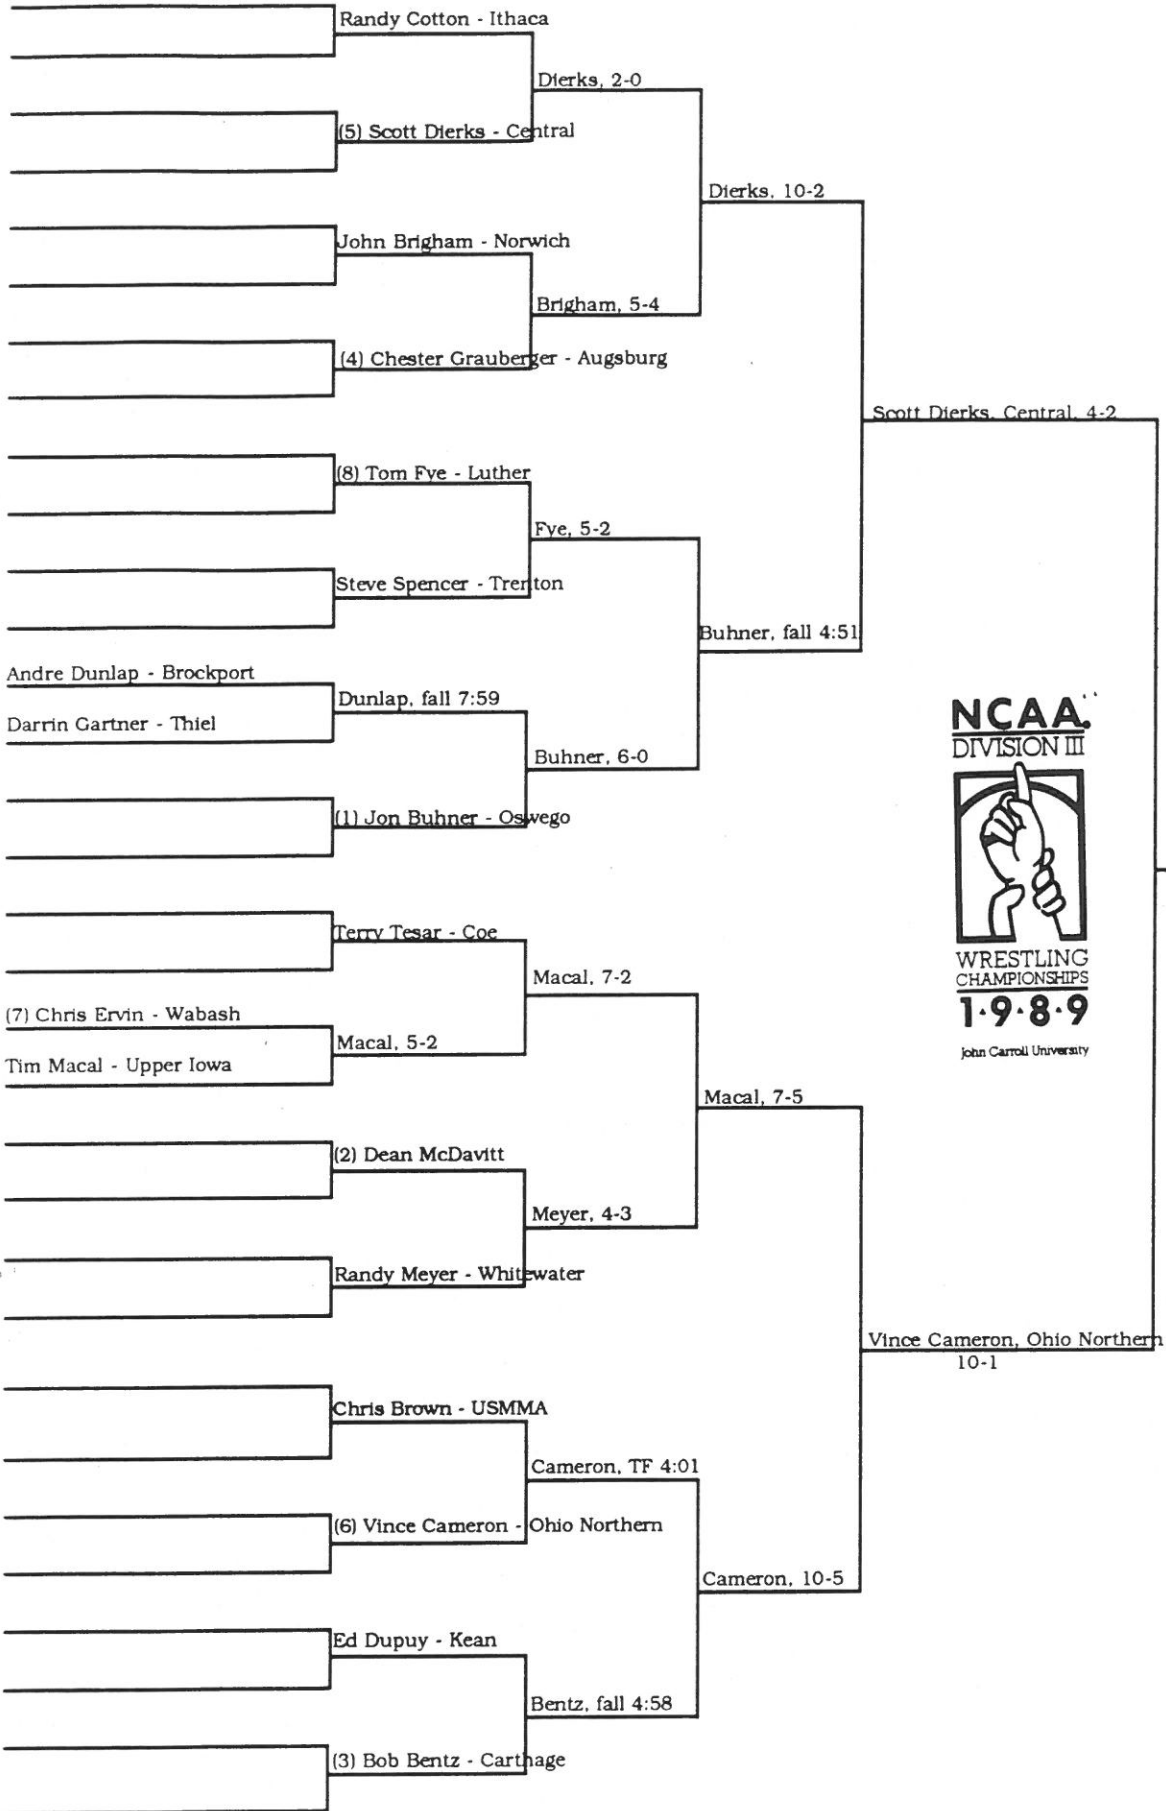 Randy Cotton - Ithaca
Dierks, 2-0
(5) Scott Dierks - Central
Dierks, 10-2
John Brigham - Norwich
Brigham, 5-4
(4) Chester Grauberger - Augsburg
Scott Dierks, Central, 4-2
(8) Tom Fye - Luther
Fye, 5-2
Steve Spencer - Trenton
Buhner, fall 4:51
Andre Dunlap - Brockport
Dunlap, fall 7:59
Darrin Gartner - Thiel
Buhner, 6-0
(1) Jon Buhner - Oswego
NCAA.
DIVISION III
WRESTLING
CHAMPIONSHIPS
1·9·8·9
John Carroll University
Terry Tesar - Coe
Macal, 7-2
(7) Chris Ervin - Wabash
Macal, 5-2
Tim Macal - Upper Iowa
Macal, 7-5
(2) Dean McDavitt
Meyer, 4-3
Randy Meyer - Whitewater
Vince Cameron, Ohio Northern
10-1
Chris Brown - USMMA
Cameron, TF 4:01
(6) Vince Cameron - Ohio Northern
Cameron, 10-5
Ed Dupuy - Kean
Bentz, fall 4:58
(3) Bob Bentz - Carthage